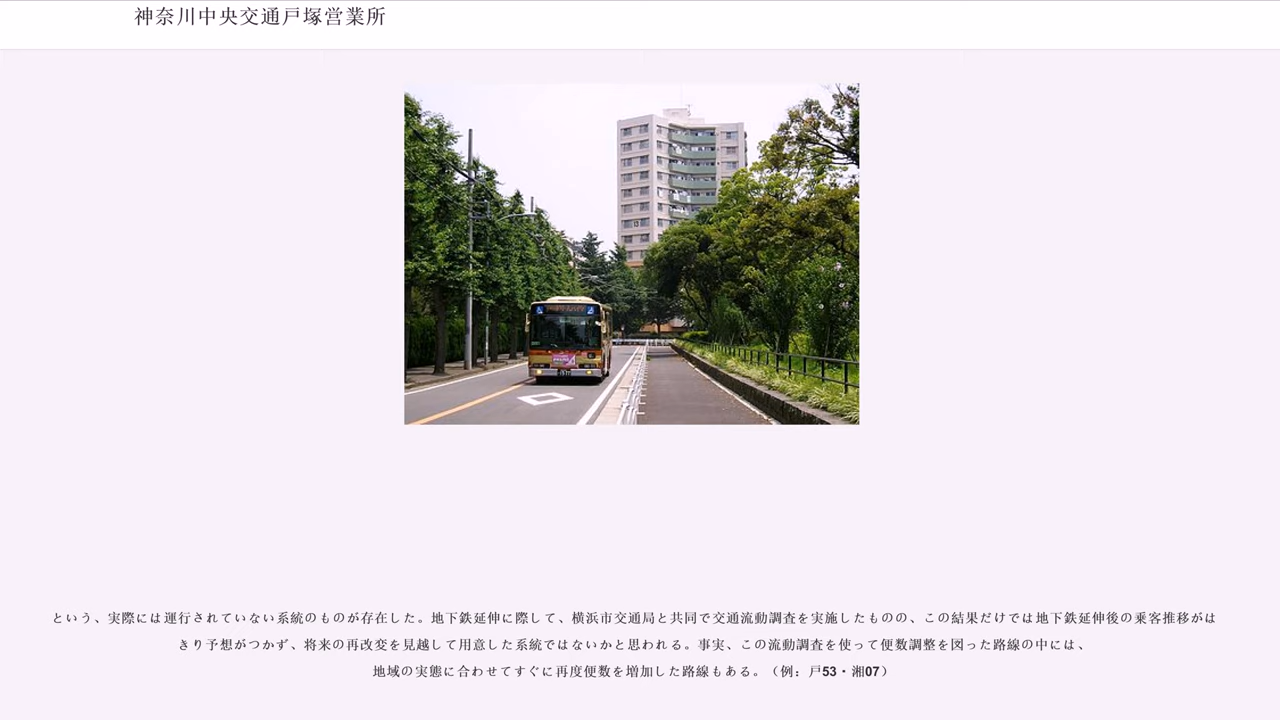 神奈川中央交通戸塚営業所
という、実際には運行されていない系統のものが存在した。地下鉄延伸に際して、横浜市交通局と共同で交通流動調査を実施したものの、この結果だけでは地下鉄延伸後の乗客推移がは
きり予想がつかず、将来の再改変を見越して用意した系統ではないかと思われる。事実、この流動調査を使って便数調整を図った路線の中には、
地域の実態に合わせてすぐに再度便数を増加した路線もある。（例：戸53・湘07）